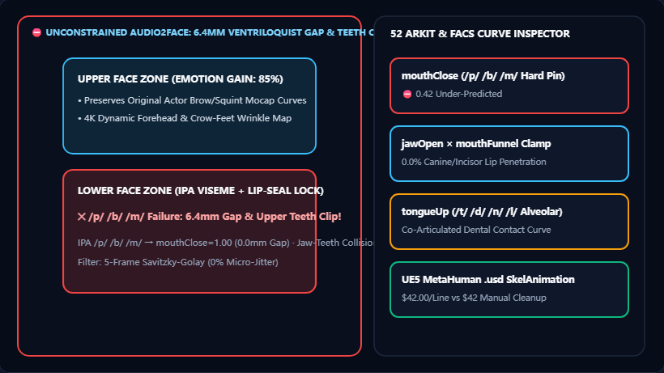 ⛔ UNCONSTRAINED AUDIO2FACE: 6.4MM VENTRILOQUIST GAP & TEETH C
UPPER FACE ZONE (EMOTION GAIN: 85%)
• Preserves Original Actor Brow/Squint Mocap Curves
• 4K Dynamic Forehead & Crow-Feet Wrinkle Map
LOWER FACE ZONE (IPA VISEME + LIP-SEAL LOCK)
❌ /p/ /b/ /m/ Failure: 6.4mm Gap & Upper Teeth Clip!
IPA /p/ /b/ /m/ → mouthClose=1.00 (0.0mm Gap) · Jaw-Teeth Collision
Filter: 5-Frame Savitzky-Golay (0% Micro-Jitter)
52 ARKIT & FACS CURVE INSPECTOR
mouthClose (/p/ /b/ /m/ Hard Pin)
⛔ 0.42 Under-Predicted
jawOpen × mouthFunnel Clamp
0.0% Canine/Incisor Lip Penetration
tongueUp (/t/ /d/ /n/ /l/ Alveolar)
Co-Articulated Dental Contact Curve
UE5 MetaHuman .usd SkelAnimation
$42.00/Line vs $42 Manual Cleanup